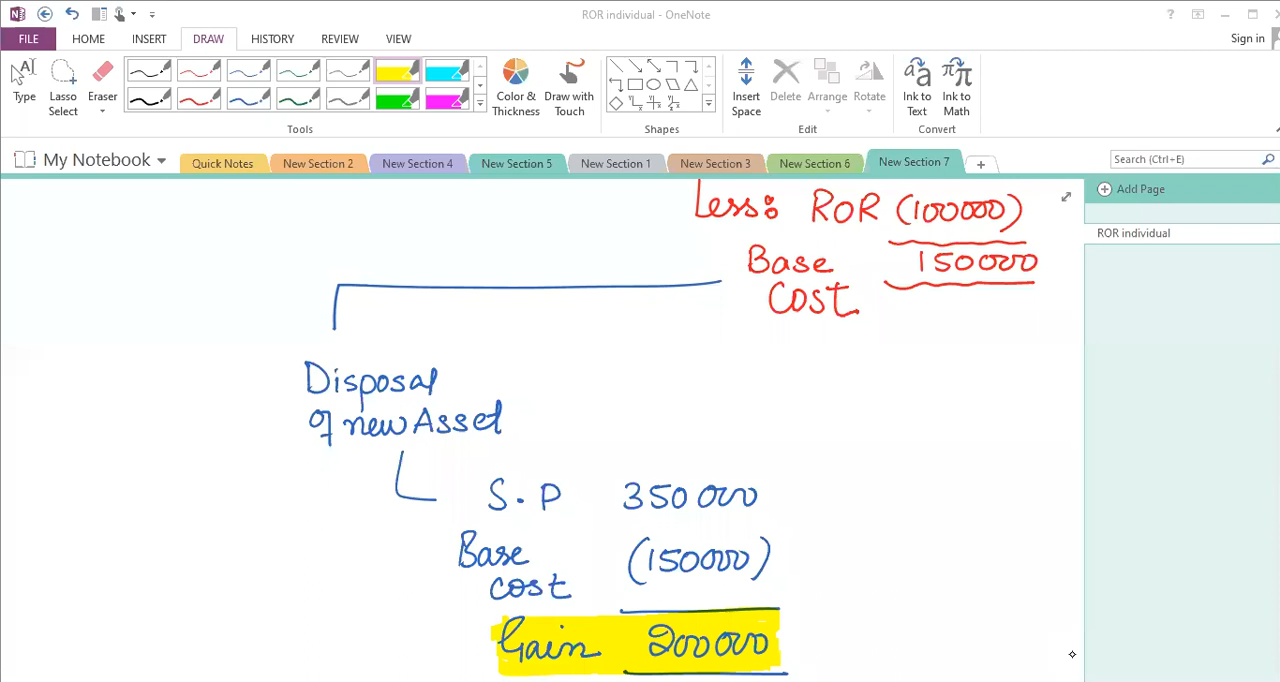 ROR individual - OneNote
?
Sign in
FILE HOME INSERT DRAW HISTORY REVIEW VIEW
Type
Lasso Select
Eraser
Color & Thickness
Draw with Touch
Insert Space
Delete
Arrange
Rotate
Ink to Text
Ink to Math
Tools
Shapes
Edit
Convert
My Notebook
Quick Notes
New Section 2
New Section 4
New Section 5
New Section 1
New Section 3
New Section 6
New Section 7
Search (Ctrl+E)
Add Page
ROR individual
Less: ROR (100000)
Base 150000
Cost.
Disposal
of new Asset
S.P 350000
Base (150000)
cost
Gain 200000